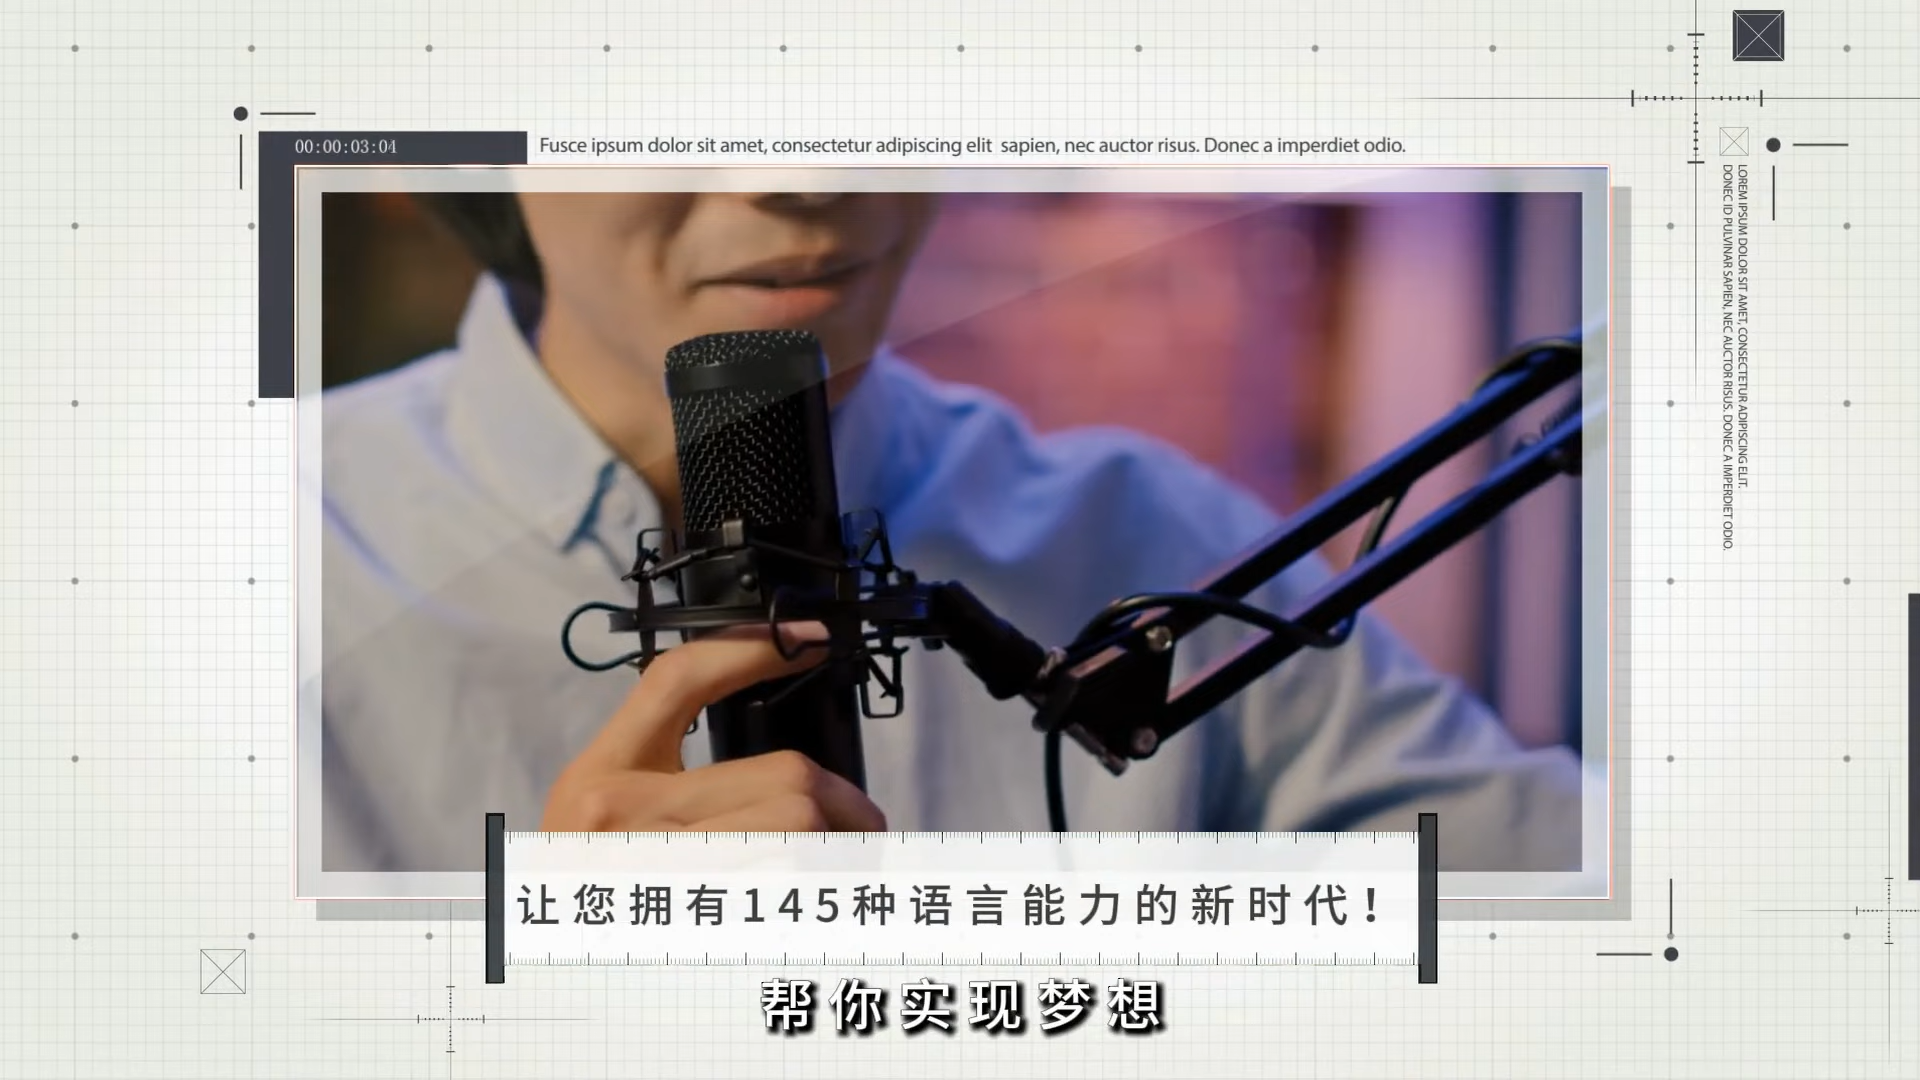 00:00:03:04
Fusce ipsum dolor sit amet, consectetur adipiscing elit sapien, nec auctor risus. Donec a imperdiet odio.
LOREM IPSUM DOLOR SIT AMET, CONSECTETUR ADIPISCING ELIT.
DONEC ID PULVINAR SAPIEN, NEC AUCTOR RISUS. DONEC A IMPERDIET ODIO.
让您拥有145种语言能力的新时代!
帮你实现梦想